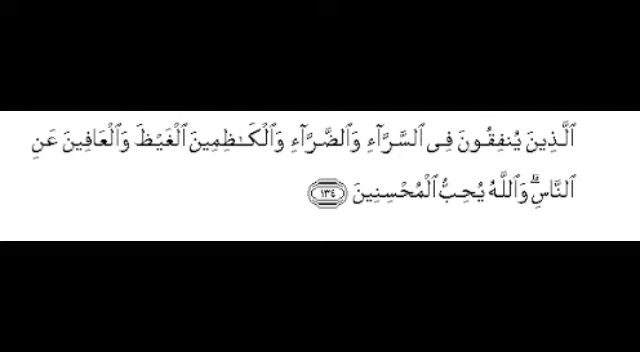 ٱلَّذِينَ يُنفِقُونَ فِى ٱلسَّرَّآءِ وَٱلضَّرَّآءِ وَٱلْكَـٰظِمِينَ ٱلْغَيْظَ وَٱلْعَافِينَ عَنِ
ٱلنَّاسِ ۗ وَٱللَّهُ يُحِبُّ ٱلْمُحْسِنِينَ ١٣٤